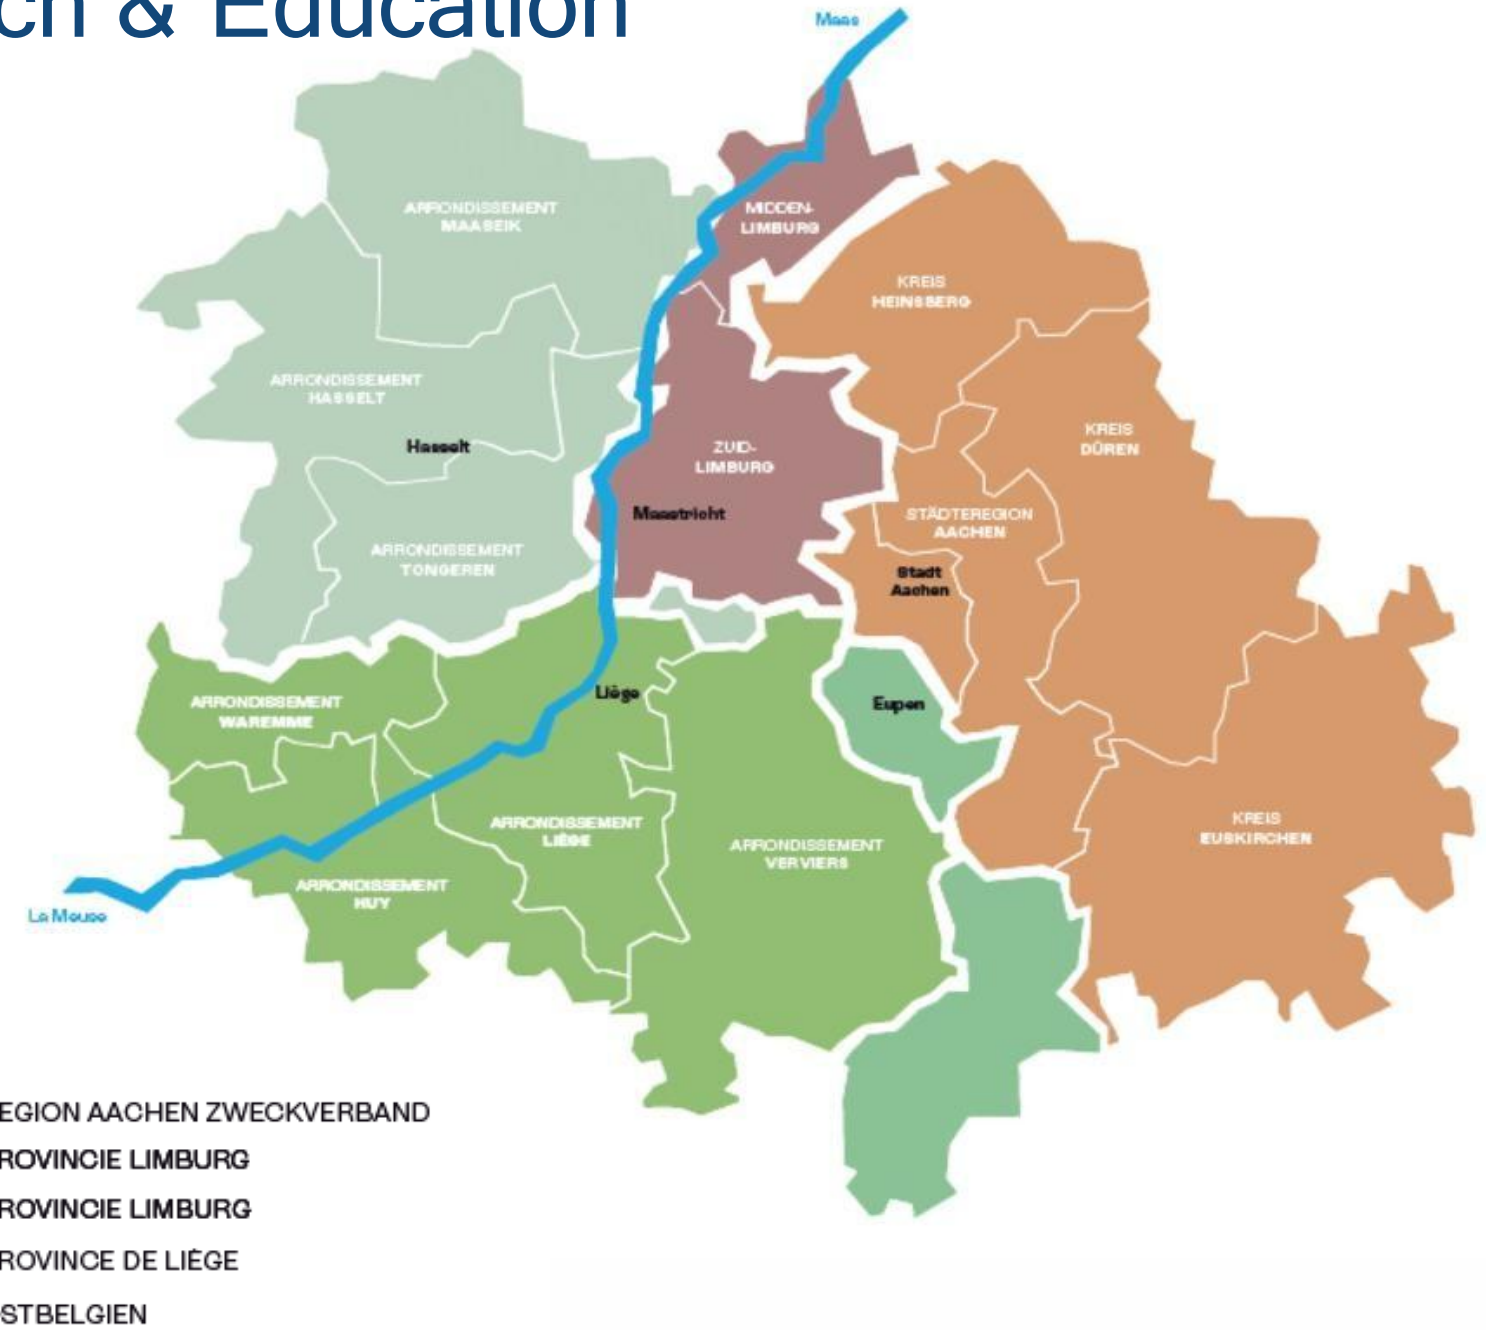 ch & Education
Maas
ARRONDISSEMENT
MAASEIK
MIDDEN-
LIMBURG
KREIS
HEINSBERG
ARRONDISSEMENT
HASSELT
Hasselt
ZUID-
LIMBURG
KREIS
DÜREN
Maastricht
STÄDTEREGION
AACHEN
ARRONDISSEMENT
TONGEREN
Stadt
Aachen
ARRONDISSEMENT
WAREMME
Liège
Eupen
ARRONDISSEMENT
LIÈGE
ARRONDISSEMENT
VERVIERS
KREIS
EUSKIRCHEN
ARRONDISSEMENT
HUY
La Meuse
EGION AACHEN ZWECKVERBAND
ROVINCIE LIMBURG
ROVINCIE LIMBURG
ROVINCE DE LIÈGE
STBELGIEN